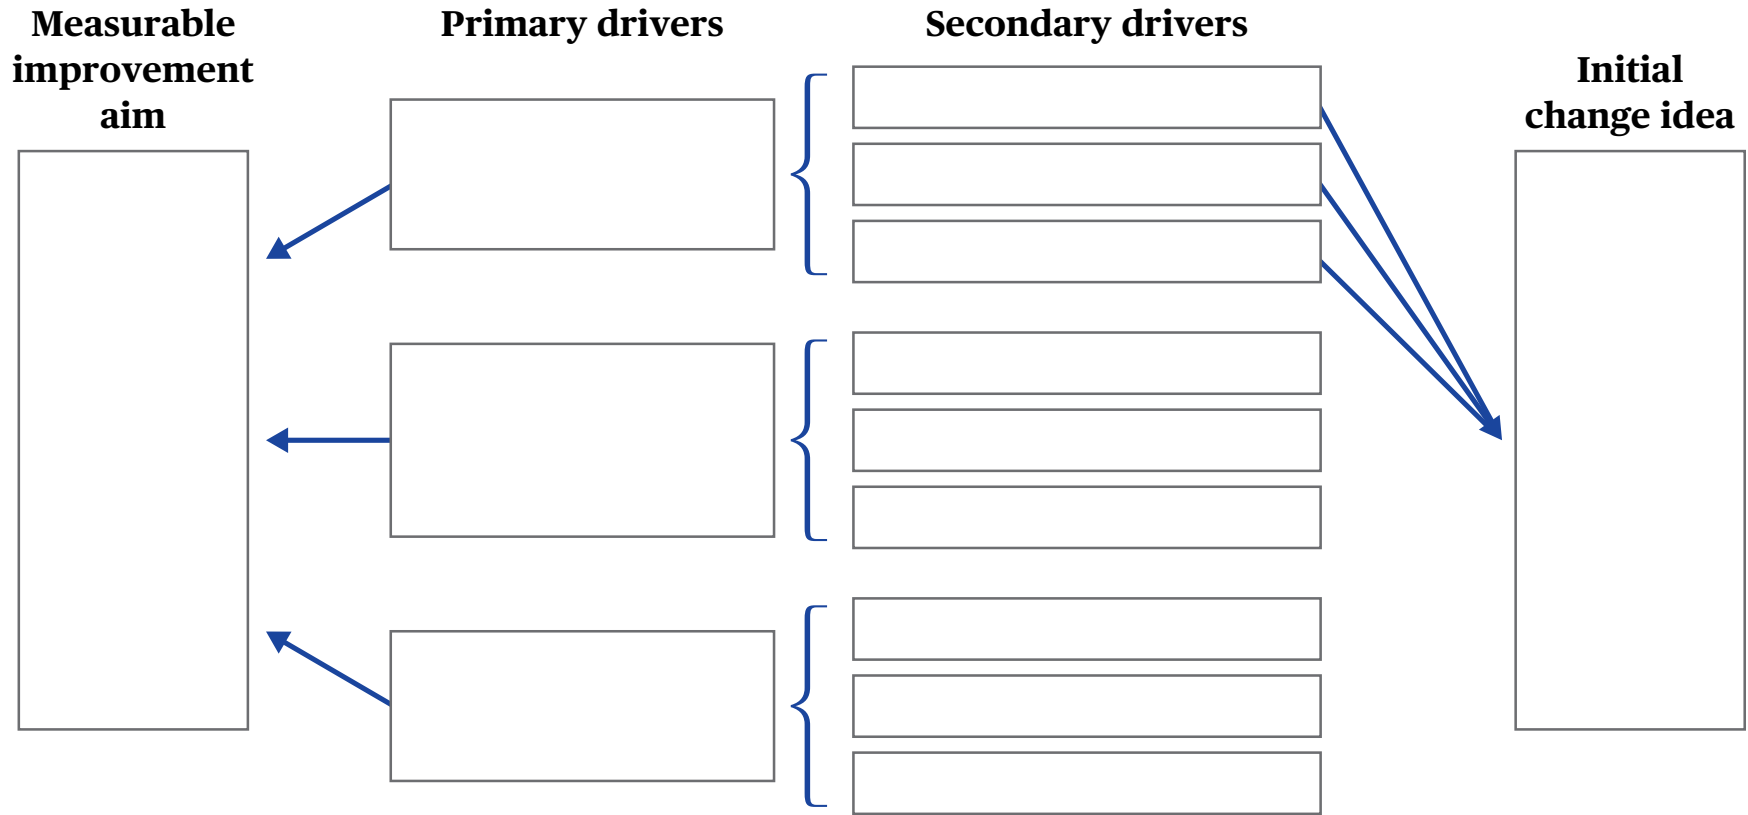 Measurable
improvement
aim
Primary drivers
Secondary drivers
Initial
change idea